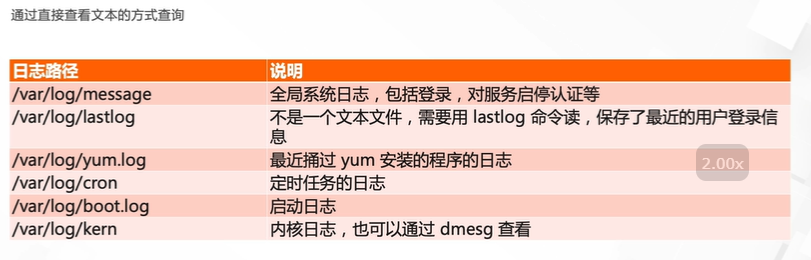 通过直接查看文本的方式查询
日志路径 说明
/var/log/message 全局系统日志，包括登录，对服务启停认证等
/var/log/lastlog 不是一个文本文件，需要用 lastlog 命令读，保存了最近的用户登录信
息
/var/log/yum.log 最近捅过 yum 安装的程序的日志
2.00x
/var/log/cron 定时任务的日志
/var/log/boot.log 启动日志
/var/log/kern 内核日志，也可以通过 dmesg 查看